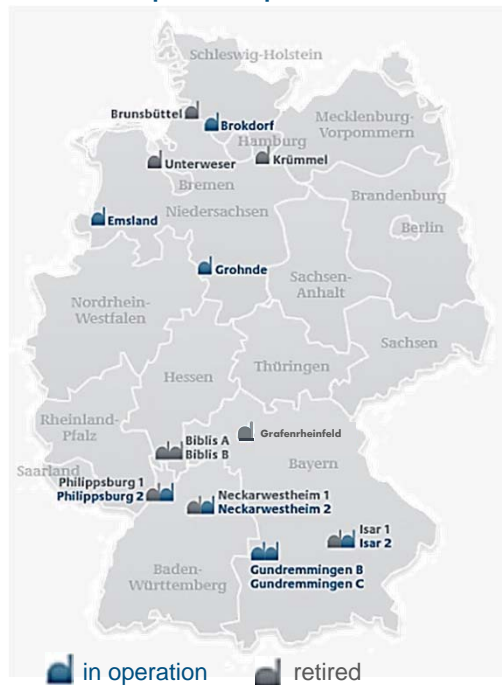 Schleswig-Holstein
Brunsbüttel
Brokdorf
Mecklenburg-
Vorpommern
Hamburg
Krümmel
Unterweser
Bremen
Brandenburg
Berlin
Emsland
Niedersachsen
Grohnde
Sachsen-
Anhalt
Nordrhein-
Westfalen
Sachsen
Thüringen
Hessen
Rheinland-
Pfalz
Grafenrheinfeld
Biblis A
Biblis B
Bayern
Saarland
Philippsburg 1
Philippsburg 2
Neckarwestheim 1
Neckarwestheim 2
Isar 1
Isar 2
Gundremmingen B
Gundremmingen C
Baden-
Württemberg
in operation
retired